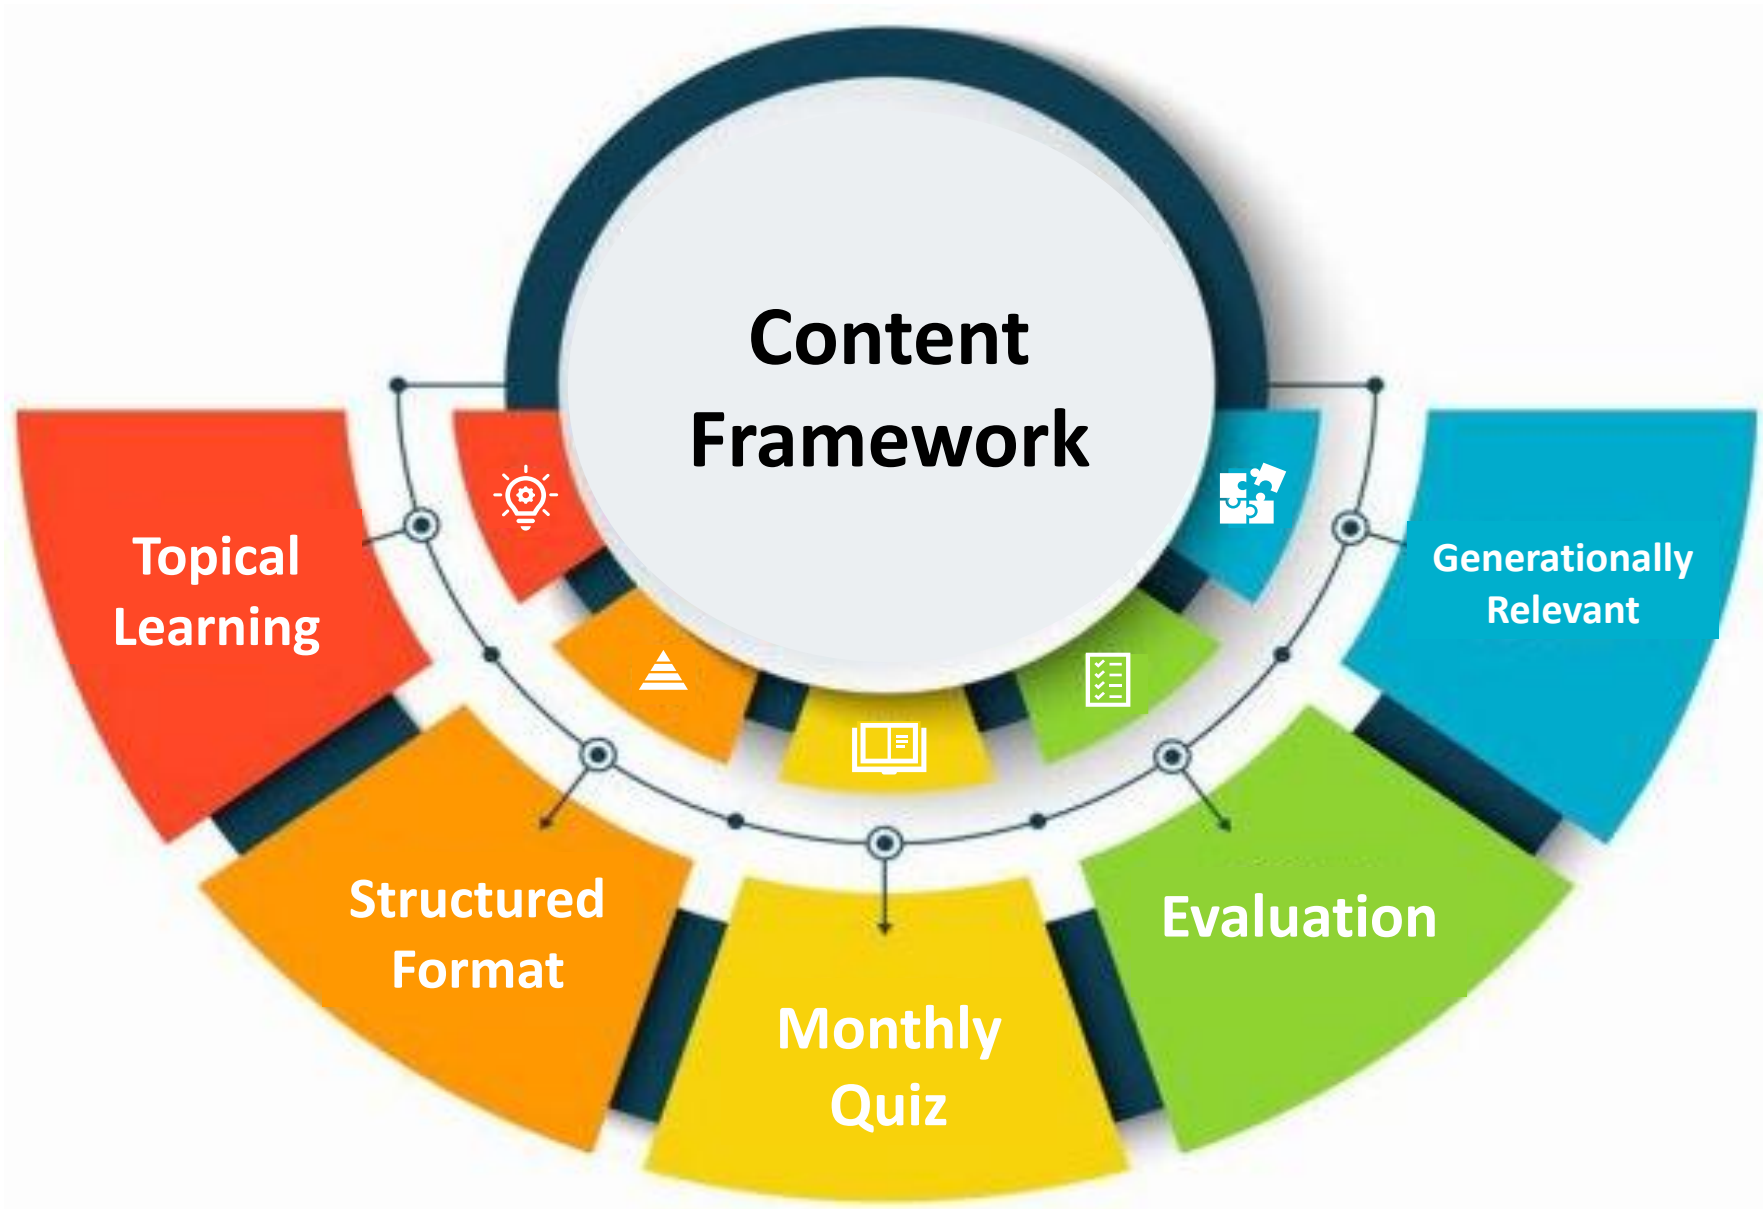 Content
Framework
Topical
Learning
Structured
Format
Monthly
Quiz
Evaluation
Generationally
Relevant